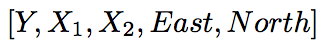 [Y, X₁, X₂, East, North]